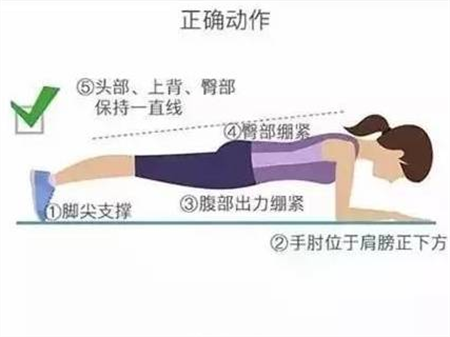 正确动作
⑤头部、上背、臀部
保持一直线
④臀部绷紧
①脚尖支撑
③腹部出力绷紧
②手肘位于肩膀正下方